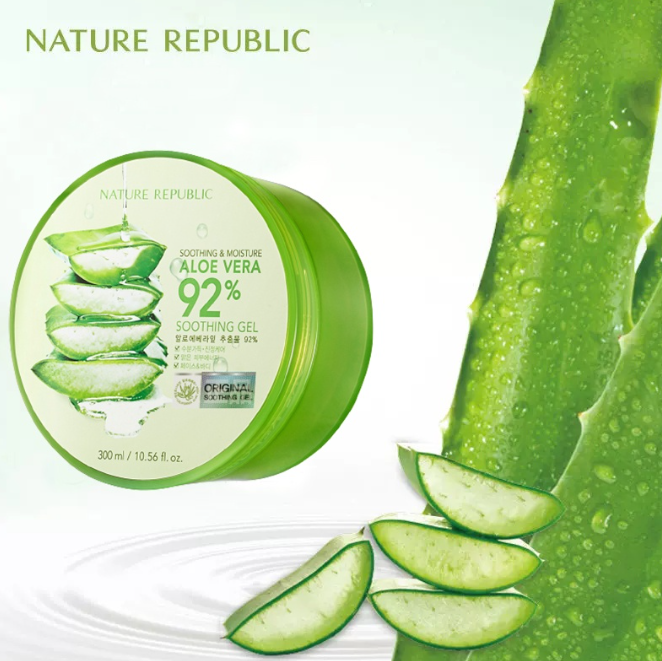 NATURE REPUBLIC
NATURE REPUBLIC
SOOTHING & MOISTURE
ALOE VERA
92%
SOOTHING GEL
알로에베라잎 추출물 92%
ORIGINAL
SOOTHING GEL
300 ml / 10.56 fl. oz.